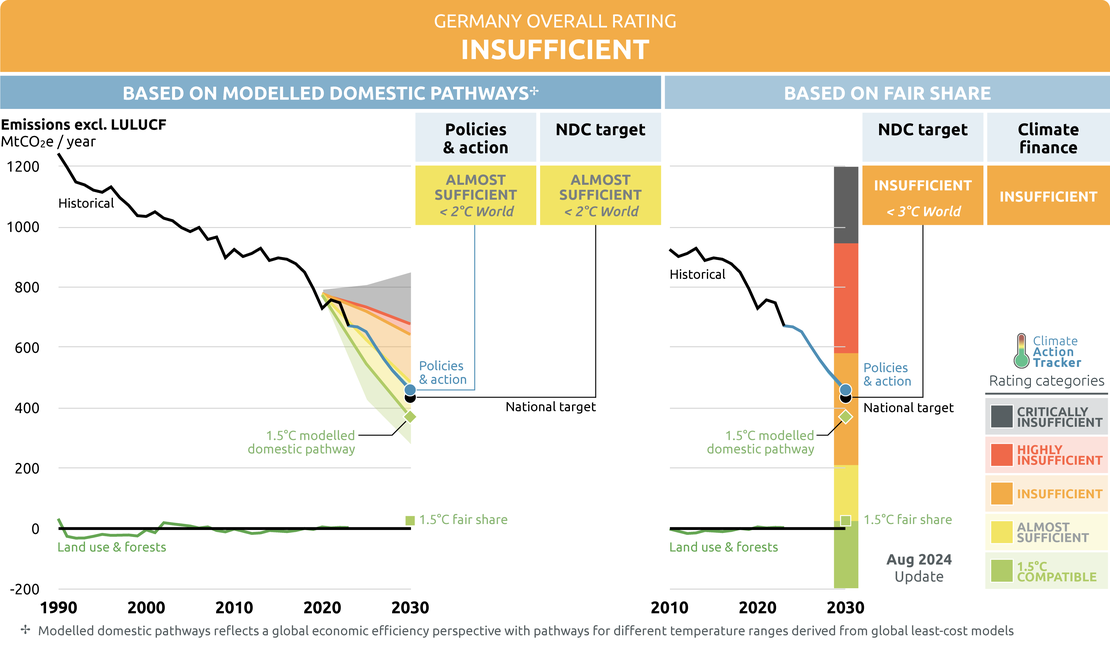 GERMANY OVERALL RATING
INSUFFICIENT
BASED ON MODELLED DOMESTIC PATHWAYS✢
BASED ON FAIR SHARE
Emissions excl. LULUCF
MtCO₂e / year
Policies
& action
NDC target
NDC target
Climate
finance
ALMOST
SUFFICIENT
< 2°C World
ALMOST
SUFFICIENT
< 2°C World
INSUFFICIENT
< 3°C World
INSUFFICIENT
1200
1000
800
600
400
200
0
-200
Historical
Policies
& action
National target
1.5°C modelled
domestic pathway
1.5°C fair share
Land use & forests
1990
2000
2010
2020
2030
Historical
Policies
& action
National target
1.5°C modelled
domestic pathway
1.5°C fair share
Land use & forests
Aug 2024
Update
2010
2020
2030
Climate
Action
Tracker
Rating categories
CRITICALLY
INSUFFICIENT
HIGHLY
INSUFFICIENT
INSUFFICIENT
ALMOST
SUFFICIENT
1.5°C
COMPATIBLE
✢ Modelled domestic pathways reflects a global economic efficiency perspective with pathways for different temperature ranges derived from global least-cost models